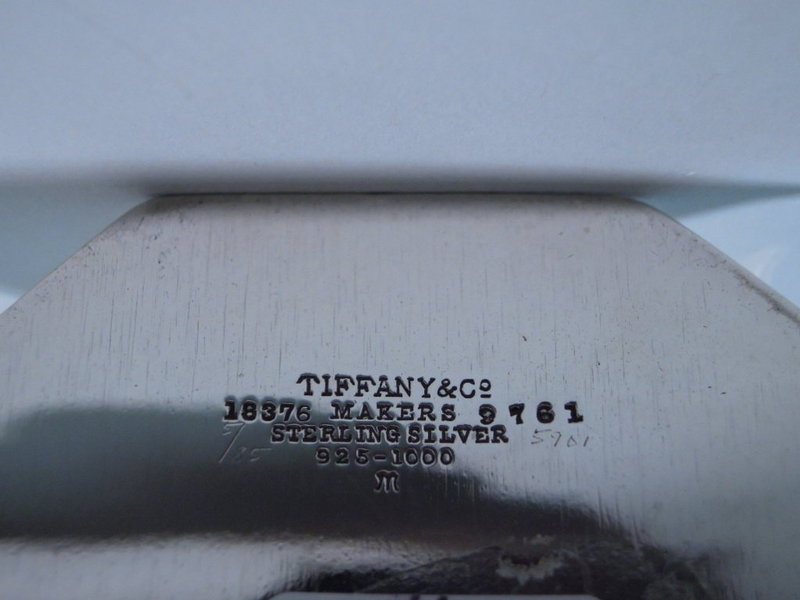 TIFFANY&Cº
18376 MAKERS 9761
STERLING SILVER
925-1000
m